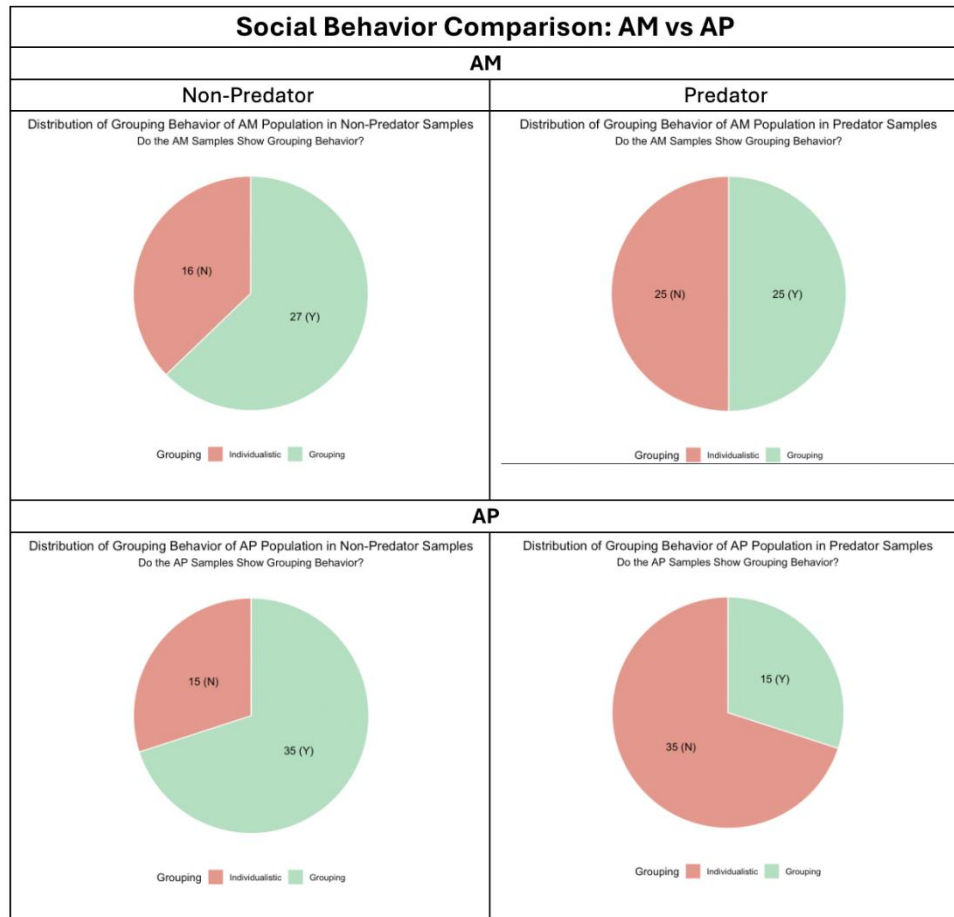 Social Behavior Comparison: AM vs AP
AM
Non-Predator
Predator
Distribution of Grouping Behavior of AM Population in Non-Predator Samples
Do the AM Samples Show Grouping Behavior?
16 (N)
27 (Y)
Grouping Individualistic Grouping
Distribution of Grouping Behavior of AM Population in Predator Samples
Do the AM Samples Show Grouping Behavior?
25 (N)
25 (Y)
Grouping Individualistic Grouping
AP
Distribution of Grouping Behavior of AP Population in Non-Predator Samples
Do the AP Samples Show Grouping Behavior?
15 (N)
35 (Y)
Grouping Individualistic Grouping
Distribution of Grouping Behavior of AP Population in Predator Samples
Do the AP Samples Show Grouping Behavior?
15 (Y)
35 (N)
Grouping Individualistic Grouping